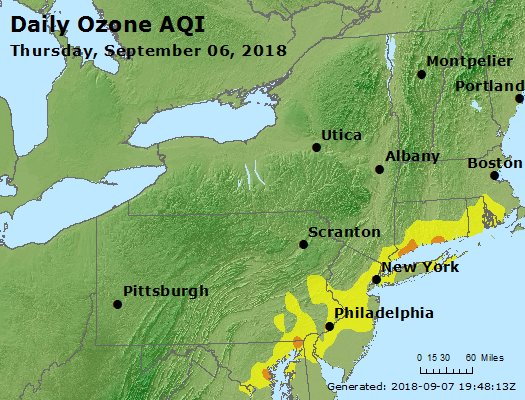 Daily Ozone AQI
Thursday, September 06, 2018
Montpelier
Portland
Utica
Albany
Boston
Scranton
New York
Pittsburgh
Philadelphia
0 15 30 60 Miles
Generated: 2018-09-07 19:48:13Z